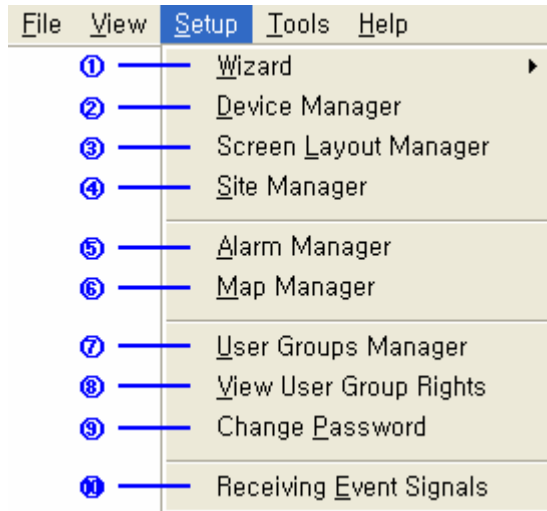 File View Setup Tools Help
① Wizard
② Device Manager
③ Screen Layout Manager
④ Site Manager
⑤ Alarm Manager
⑥ Map Manager
⑦ User Groups Manager
⑧ View User Group Rights
⑨ Change Password
⑩ Receiving Event Signals